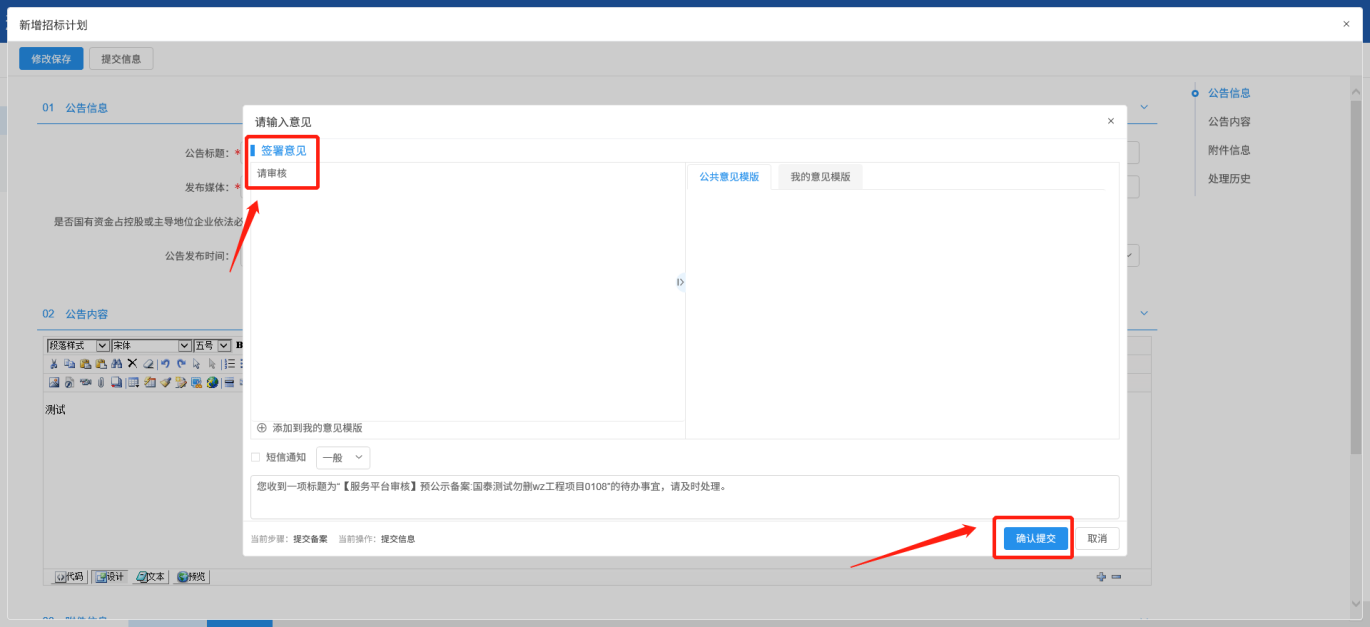 新增招标计划
×
修改保存
提交信息
01 公告信息
公告标题：*
发布媒体：*
是否国有资金占控股或主导地位企业依法必
公告发布时间：
02 公告内容
段落样式
宋体
五号
B
测试
代码
设计
文本
预览
公告信息
公告内容
附件信息
处理历史
请输入意见
×
签署意见
请审核
公共意见模版
我的意见模版
添加到我的意见模版
短信通知
一般
您收到一项标题为"【服务平台审核】预公示备案:国泰测试勿删wz工程项目0108"的待办事宜，请及时处理。
当前步骤：提交备案 当前操作：提交信息
确认提交
取消